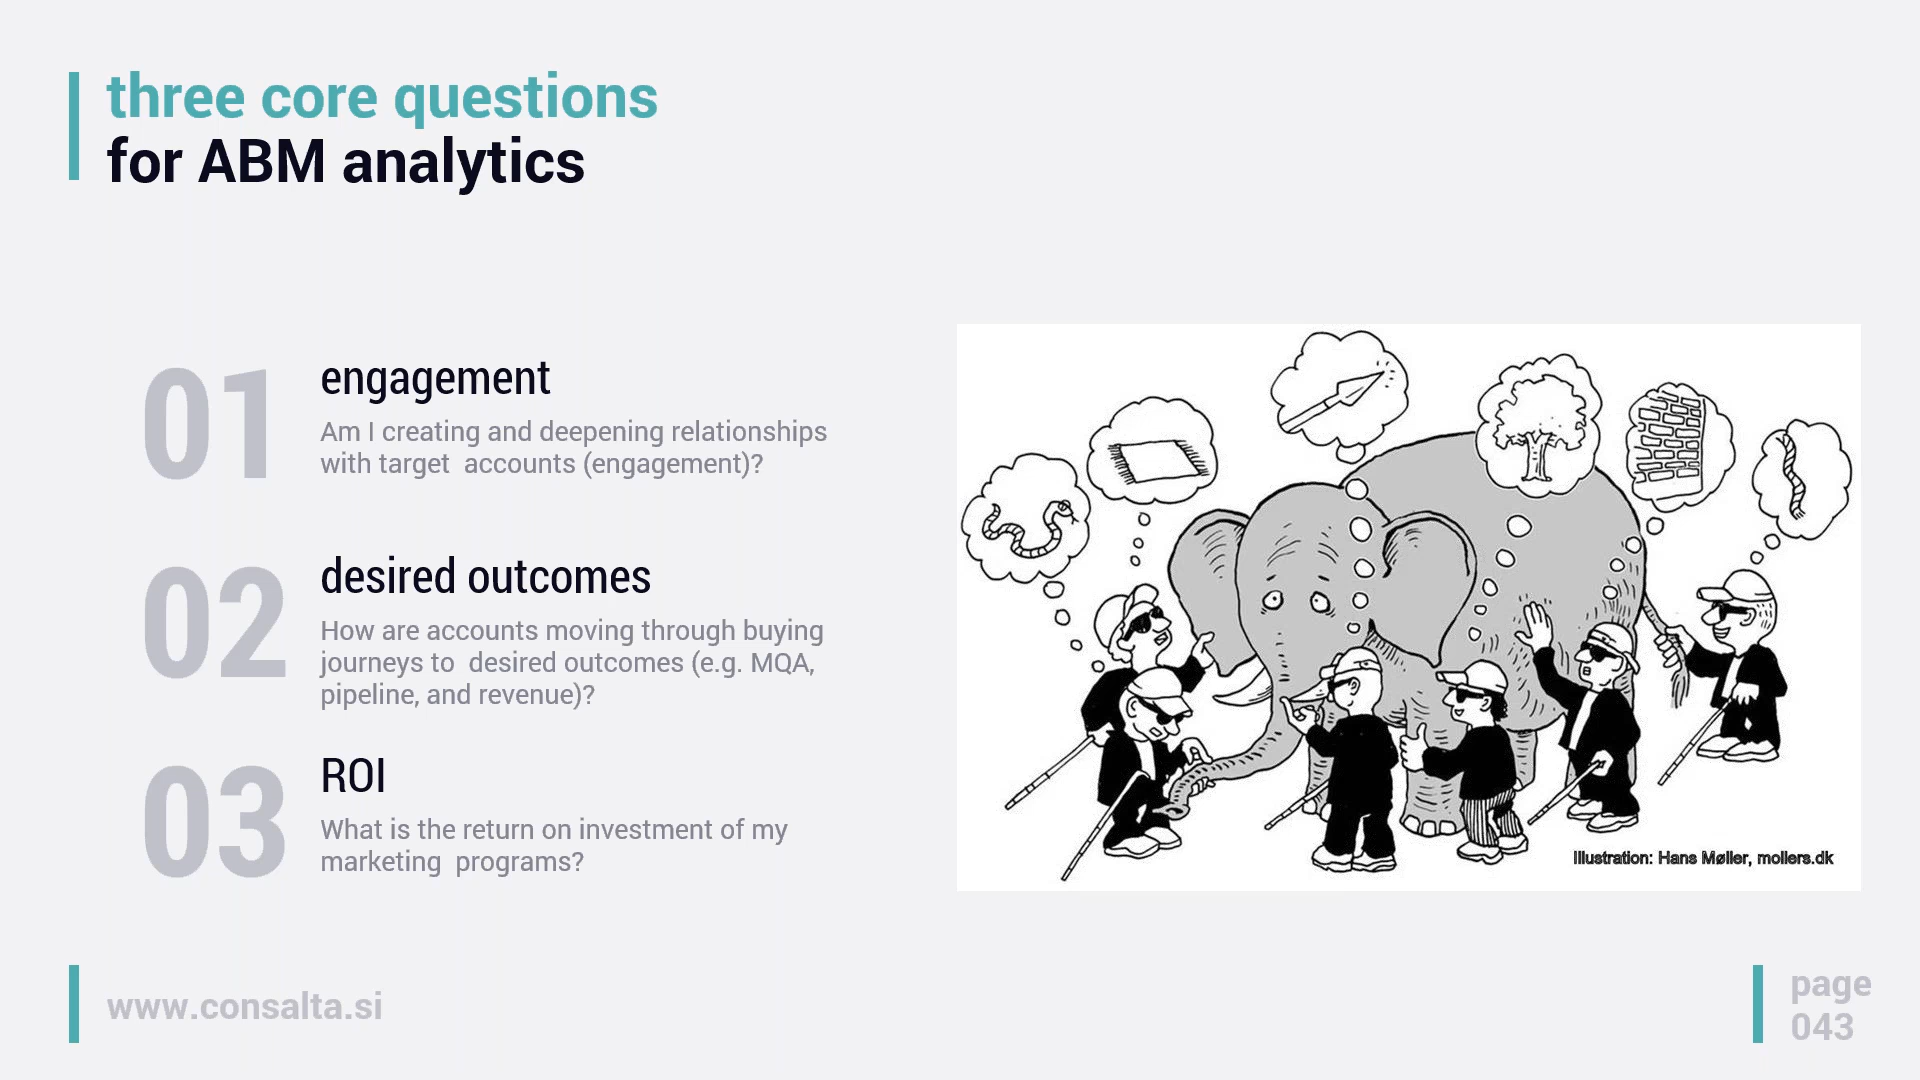 three core questions
for ABM analytics
01
engagement
Am I creating and deepening relationships
with target  accounts (engagement)?
02
desired outcomes
How are accounts moving through buying
journeys to  desired outcomes (e.g. MQA,
pipeline, and revenue)?
03
ROI
What is the return on investment of my
marketing  programs?
Illustration: Hans Møller, mollers.dk
www.consalta.si
page
043